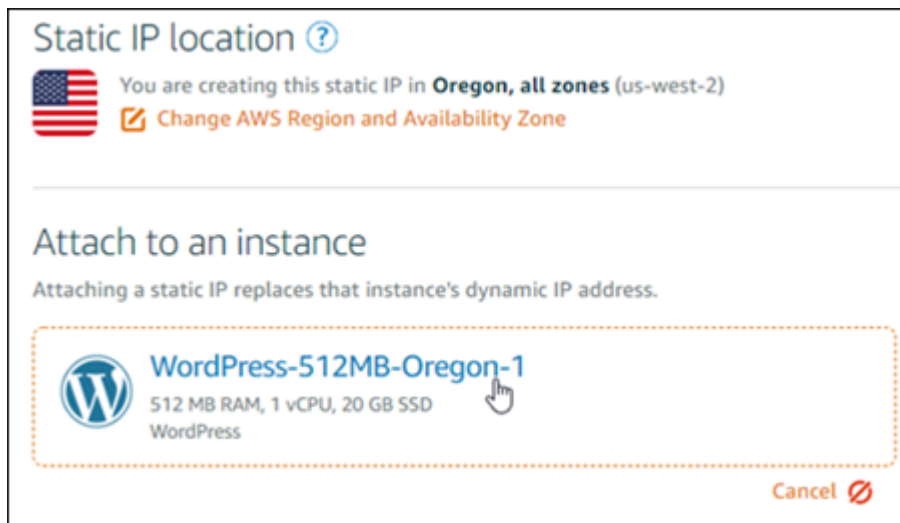 Static IP location ?
You are creating this static IP in Oregon, all zones (us-west-2)
Change AWS Region and Availability Zone
Attach to an instance
Attaching a static IP replaces that instance's dynamic IP address.
WordPress-512MB-Oregon-1
512 MB RAM, 1 vCPU, 20 GB SSD
WordPress
Cancel